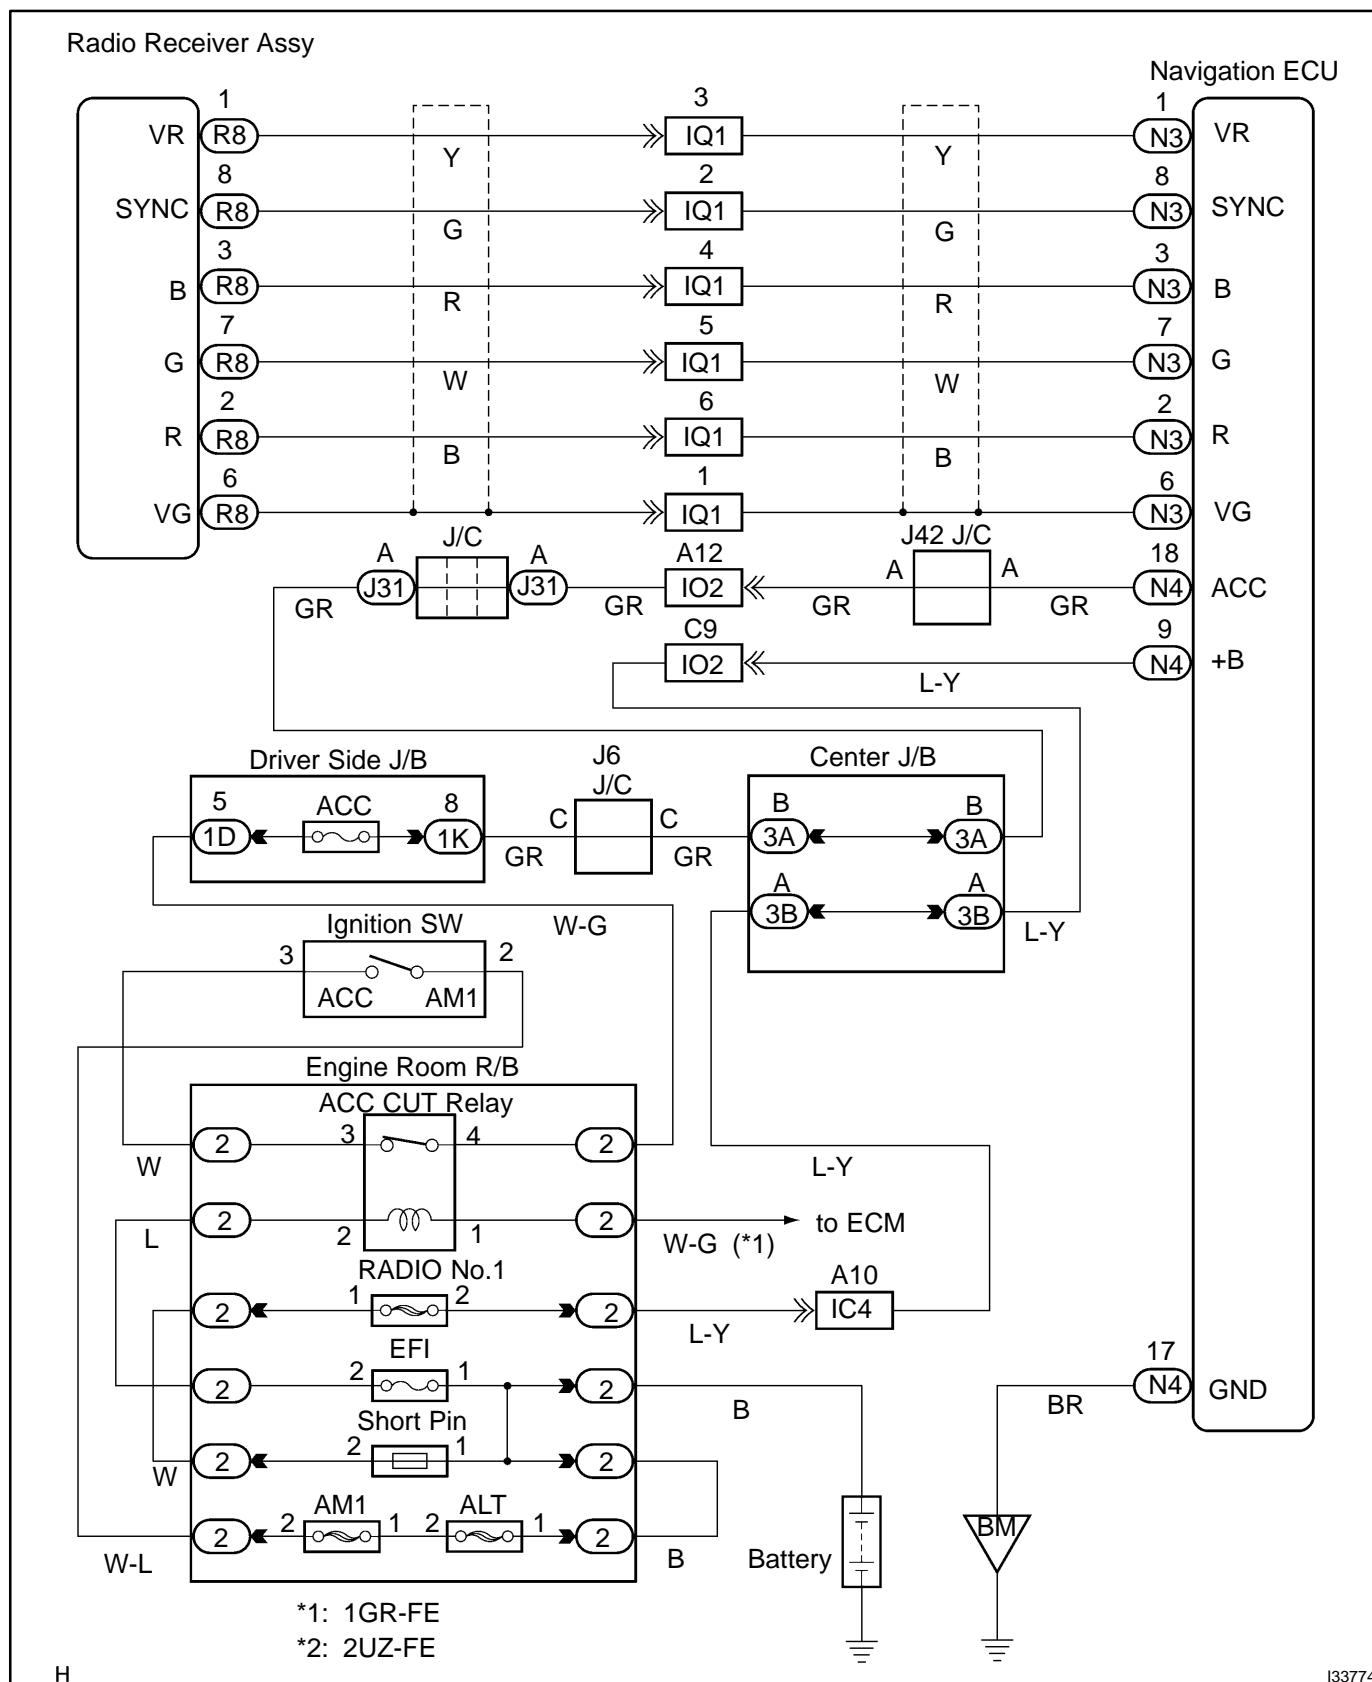 Radio Receiver Assy
Navigation ECU
1 3 1
VR R8 IQ1 N3 VR
Y Y
8 2 8
SYNC R8 IQ1 N3 SYNC
G G
3 4 3
B R8 IQ1 N3 B
R R
7 5 7
G R8 IQ1 N3 G
W W
2 6 2
R R8 IQ1 N3 R
B B
6 1 6
VG R8 IQ1 N3 VG
J/C J42 J/C
A A A12 A A 18
J31 J31 IO2 N4 ACC
GR GR GR GR
C9 9
IO2 N4 +B
L-Y
Driver Side J/B J6 Center J/B
J/C
5 ACC 8 C C B B
1D 1K 3A 3A
GR GR
A A
3B 3B
W-G L-Y
Ignition SW
3 2
ACC AM1
Engine Room R/B
ACC CUT Relay
2 3 4 2
W L-Y
2 2 to ECM
L 2 1 W-G (*1)
RADIO No.1 A10
2 1 2 2 IC4
L-Y
EFI 17
2 2 1 2 N4 GND
B BR
Short Pin
2 2 1 2
W
AM1 ALT
2 2 1 2 1 2 BM
W-L B Battery
*1: 1GR-FE
*2: 2UZ-FE
H I33774